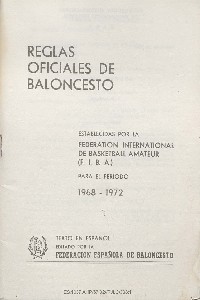 REGLAS
OFICIALES DE
BALONCESTO
ESTABLECIDAS POR LA
FEDERATION INTERNATIONAL
DE BASKETBALL AMATEUR
(F. I. B. A.)
PARA EL PERIODO
1968 - 1972
TEXTO EN ESPAÑOL
EDITADO POR LA
FEDERACION ESPAÑOLA DE BALONCESTO